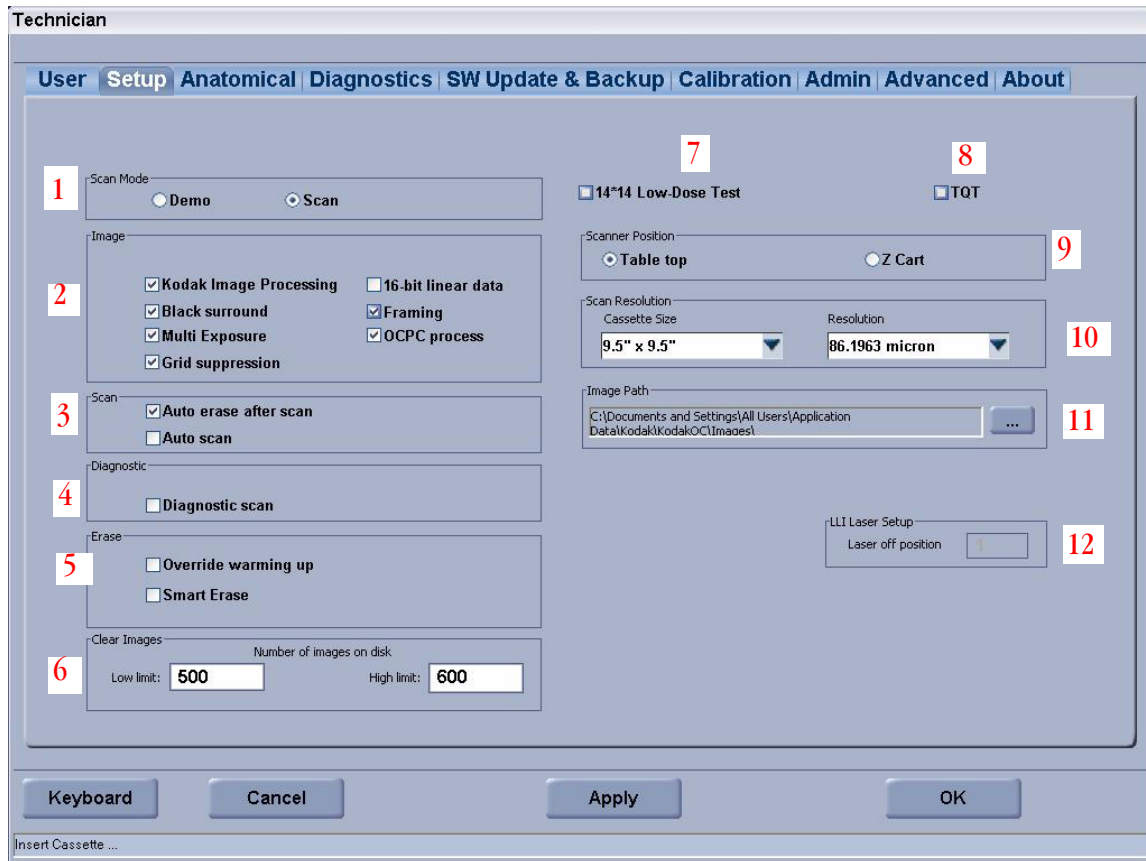 Technician
User Setup Anatomical Diagnostics SW Update & Backup Calibration Admin Advanced About
1
Scan Mode
Demo Scan
2
Image
Kodak Image Processing 16-bit linear data
Black surround Framing
Multi Exposure OCPC process
Grid suppression
3
Scan
Auto erase after scan
Auto scan
4
Diagnostic
Diagnostic scan
5
Erase
Override warming up
Smart Erase
6
Clear Images
Number of images on disk
Low limit: 500 High limit: 600
7
14*14 Low-Dose Test
8
TQT
9
Scanner Position
Table top Z Cart
10
Scan Resolution
Cassette Size Resolution
9.5" x 9.5" 86.1963 micron
11
Image Path
C:\Documents and Settings\All Users\Application
Data\Kodak\KodakOC\Images\
...
12
LLI Laser Setup
Laser off position 1
Keyboard Cancel Apply OK
Insert Cassette ...